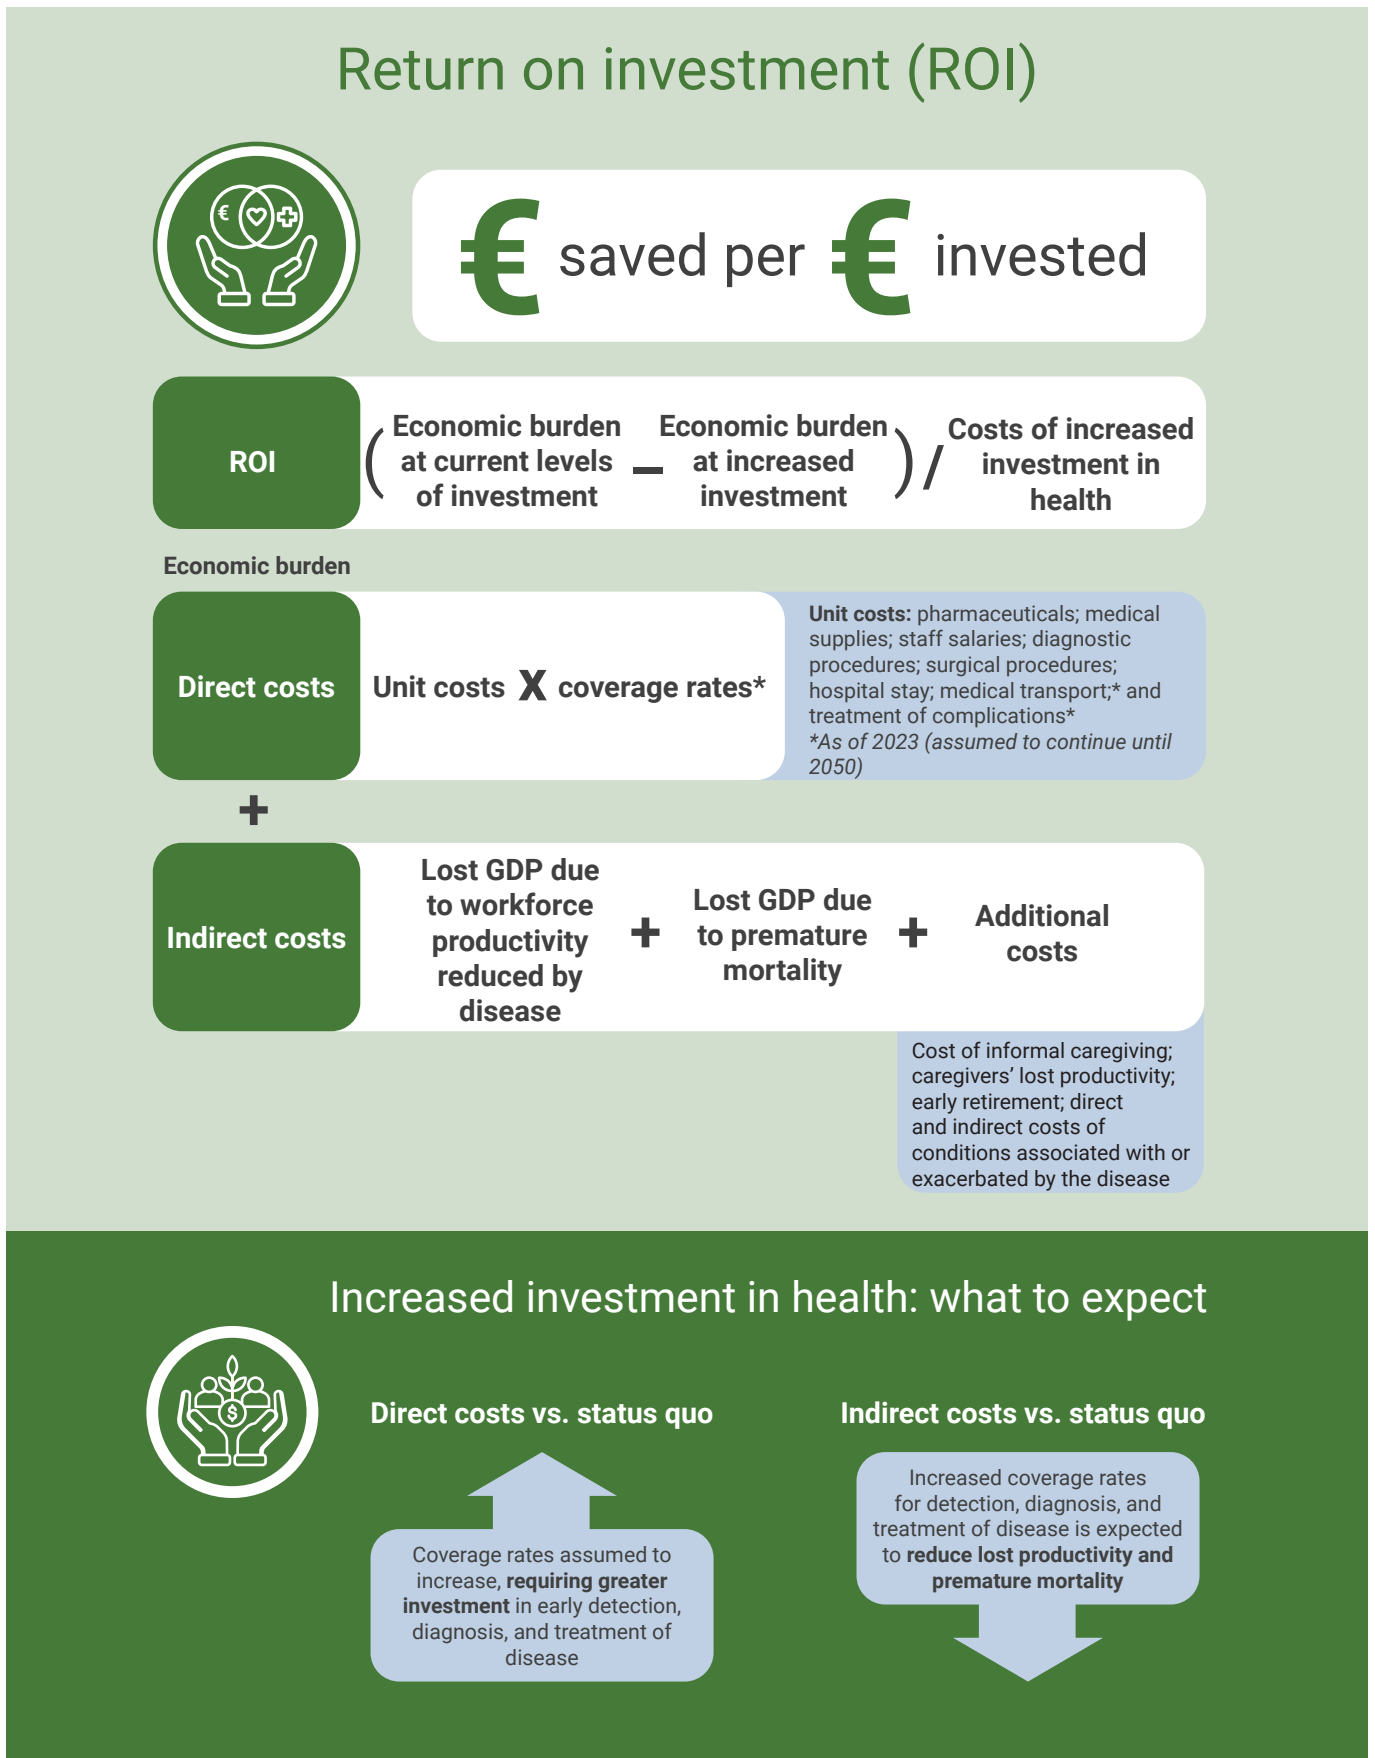 Return on investment (ROI)
€
€ saved per € invested
ROI
( Economic burden
at current levels
of investment
–
Economic burden
at increased
investment )
/
Costs of increased
investment in
health
Economic burden
Direct costs
Unit costs X coverage rates*
Unit costs: pharmaceuticals; medical
supplies; staff salaries; diagnostic
procedures; surgical procedures;
hospital stay; medical transport;* and
treatment of complications*
*As of 2023 (assumed to continue until
2050)
+
Indirect costs
Lost GDP due
to workforce
productivity
reduced by
disease
+
Lost GDP due
to premature
mortality
+
Additional
costs
Cost of informal caregiving;
caregivers’ lost productivity;
early retirement; direct
and indirect costs of
conditions associated with or
exacerbated by the disease
Increased investment in health: what to expect
$
Direct costs vs. status quo
Coverage rates assumed to
increase, requiring greater
investment in early detection,
diagnosis, and treatment of
disease
Indirect costs vs. status quo
Increased coverage rates
for detection, diagnosis, and
treatment of disease is expected
to reduce lost productivity and
premature mortality